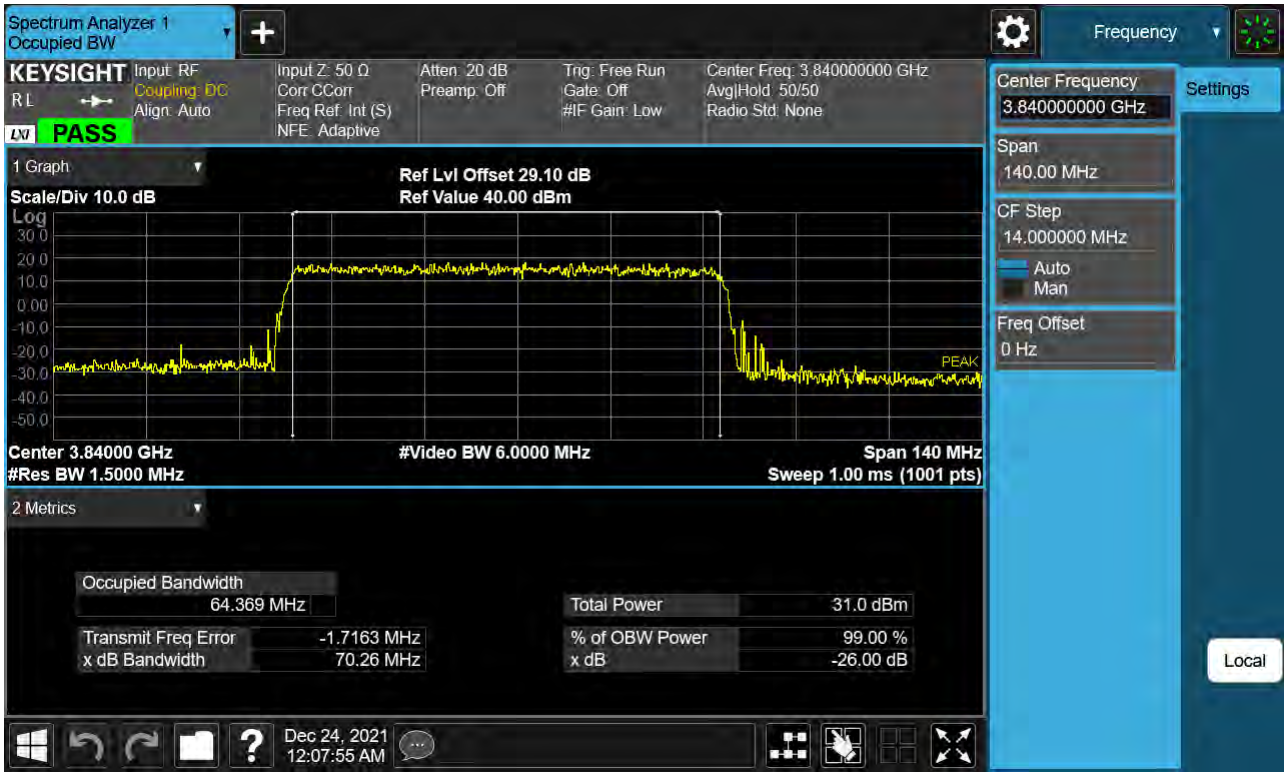 Spectrum Analyzer 1
Occupied BW
+
Frequency
KEYSIGHT
R L
LXI
PASS
Input: RF
Coupling: DC
Align: Auto
Input Z: 50 Ω
Corr CCorr
Freq Ref: Int (S)
NFE: Adaptive
Atten: 20 dB
Preamp: Off
Trig: Free Run
Gate: Off
#IF Gain: Low
Center Freq: 3.840000000 GHz
Avg|Hold: 50/50
Radio Std: None
Center Frequency
3.840000000 GHz
Settings
Span
140.00 MHz
CF Step
14.000000 MHz
Auto
Man
Freq Offset
0 Hz
1 Graph
Scale/Div 10.0 dB
Ref Lvl Offset 29.10 dB
Ref Value 40.00 dBm
Log
30.0
20.0
10.0
0.00
-10.0
-20.0
-30.0
-40.0
-50.0
PEAK
Center 3.84000 GHz
#Res BW 1.5000 MHz
#Video BW 6.0000 MHz
Span 140 MHz
Sweep 1.00 ms (1001 pts)
2 Metrics
Occupied Bandwidth
64.369 MHz
Transmit Freq Error -1.7163 MHz
x dB Bandwidth 70.26 MHz
Total Power 31.0 dBm
% of OBW Power 99.00 %
x dB -26.00 dB
Local
?
Dec 24, 2021
12:07:55 AM